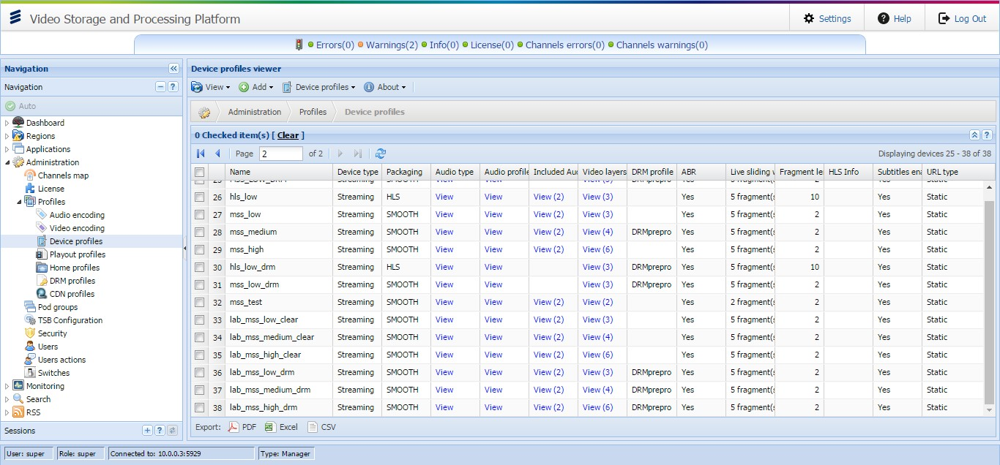 Video Storage and Processing Platform
Settings
Help
Log Out
Errors(0) Warnings(2) Info(0) License(0) Channels errors(0) Channels warnings(0)
Navigation
Navigation
Auto
Dashboard
Regions
Applications
Administration
Channels map
License
Profiles
Audio encoding
Video encoding
Device profiles
Playout profiles
Home profiles
DRM profiles
CDN profiles
Pod groups
TSB Configuration
Security
Users
Users actions
Switches
Monitoring
Search
RSS
Sessions
Device profiles viewer
View Add Device profiles About
Administration Profiles Device profiles
0 Checked item(s) [ Clear ]
Page 2 of 2 Displaying devices 25 - 38 of 38
Name Device type Packaging Audio type Audio profile Included Au Video layers DRM profile ABR Live sliding w Fragment le HLS Info Subtitles ena URL type
25 MSS_LOW_DRM Streaming SMOOTH View View View (3) DRMprepro Yes 5 fragment(s 2 Yes Static
26 hls_low Streaming HLS View View View (2) View (3) Yes 5 fragment(s 10 Yes Static
27 mss_low Streaming SMOOTH View View View (2) View (3) Yes 5 fragment(s 2 Yes Static
28 mss_medium Streaming SMOOTH View View View (2) View (4) DRMprepro Yes 5 fragment(s 2 Yes Static
29 mss_high Streaming SMOOTH View View View (2) View (6) Yes 5 fragment(s 2 Yes Static
30 hls_low_drm Streaming HLS View View View (3) DRMprepro Yes 5 fragment(s 10 Yes Static
31 mss_low_drm Streaming SMOOTH View View View (3) DRMprepro Yes 5 fragment(s 2 Yes Static
32 mss_test Streaming SMOOTH View View View (2) View (2) Yes 2 fragment(s 2 Yes Static
33 lab_mss_low_clear Streaming SMOOTH View View View (2) View (3) Yes 5 fragment(s 2 Yes Static
34 lab_mss_medium_clear Streaming SMOOTH View View View (2) View (4) Yes 5 fragment(s 2 Yes Static
35 lab_mss_high_clear Streaming SMOOTH View View View (2) View (6) Yes 5 fragment(s 2 Yes Static
36 lab_mss_low_drm Streaming SMOOTH View View View (2) View (3) DRMprepro Yes 5 fragment(s 2 Yes Static
37 lab_mss_medium_drm Streaming SMOOTH View View View (2) View (4) DRMprepro Yes 5 fragment(s 2 Yes Static
38 lab_mss_high_drm Streaming SMOOTH View View View (2) View (6) DRMprepro Yes 5 fragment(s 2 Yes Static
Export: PDF Excel CSV
User: super Role: super Connected to: 10.0.0.3:5929 Type: Manager